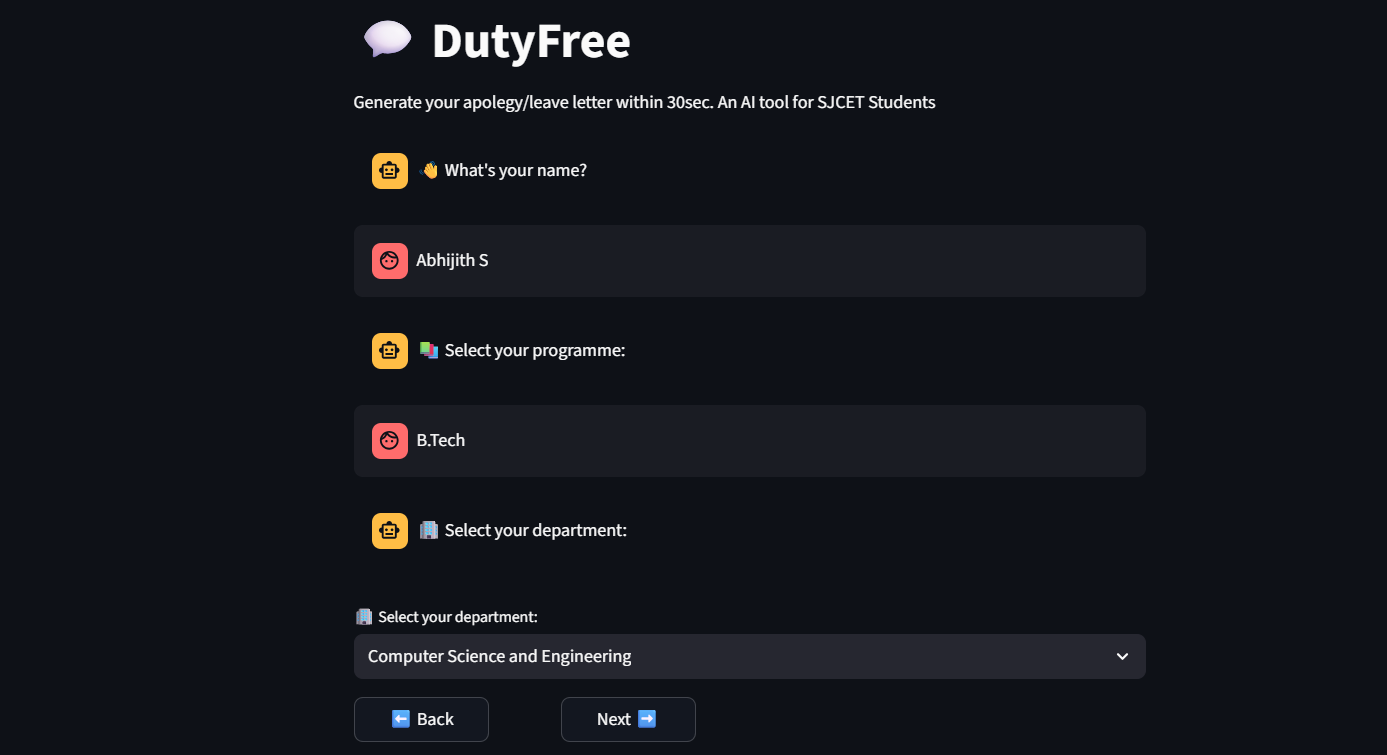 DutyFree
Generate your apolegy/leave letter within 30sec. An AI tool for SJCET Students
What's your name?
Abhijith S
Select your programme:
B.Tech
Select your department:
Select your department:
Computer Science and Engineering
Back
Next